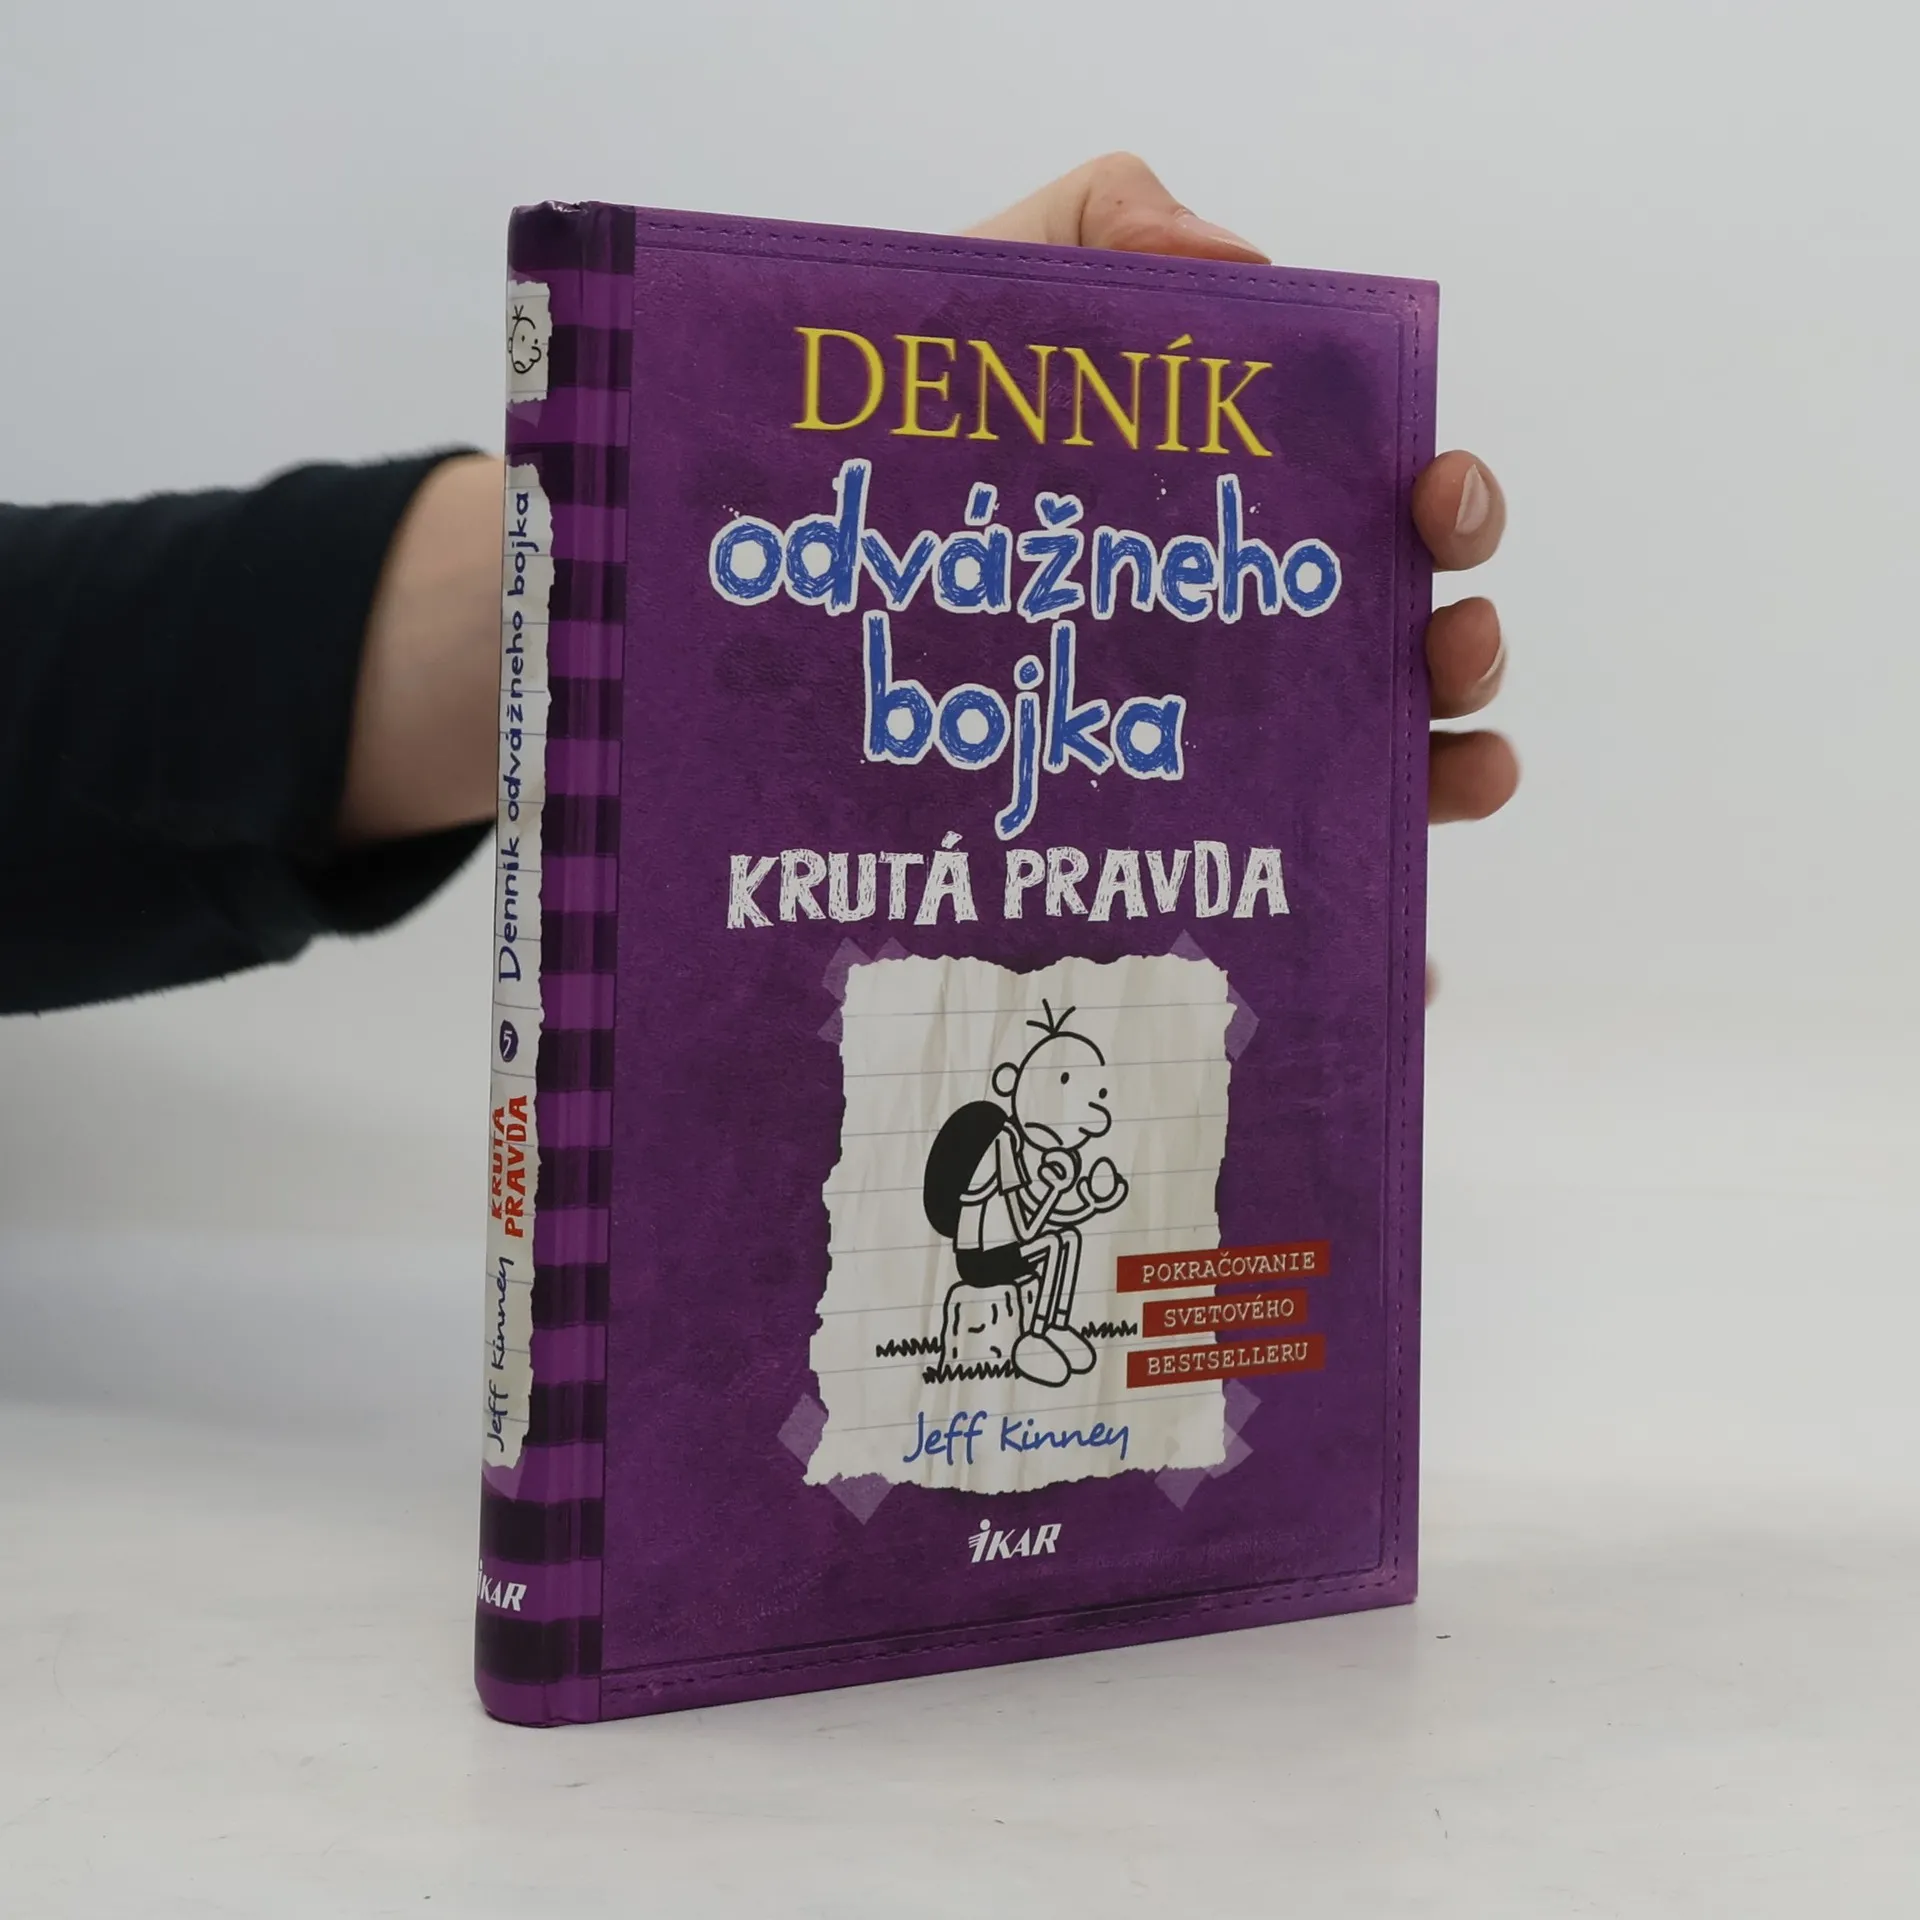 DENNÍK
odvážneho
bojka
KRUTÁ PRAVDA
POKRAČOVANIE
SVETOVÉHO
BESTSELLERU
Jeff Kinney
IKAR
Denník odvážneho bojka
5
KRUTÁ
PRAVDA
Jeff Kinney
IKAR